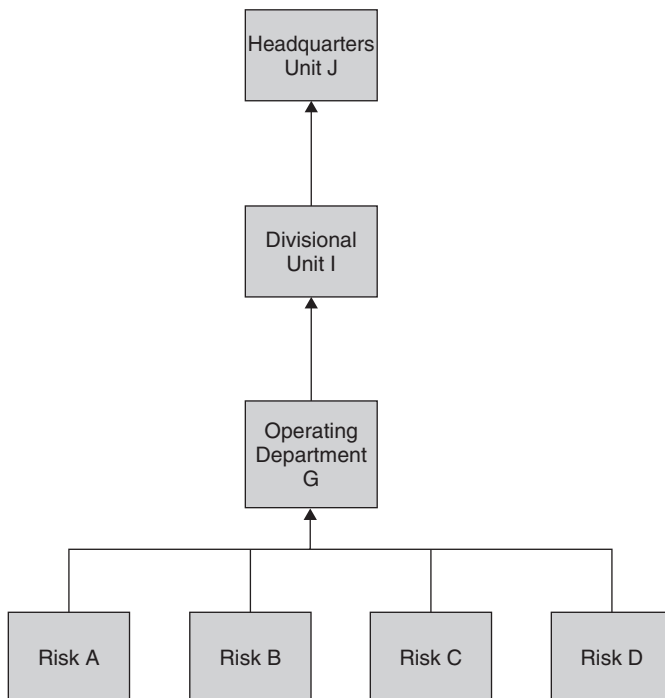 Headquarters
Unit J
Divisional
Unit I
Operating
Department
G
Risk A
Risk B
Risk C
Risk D